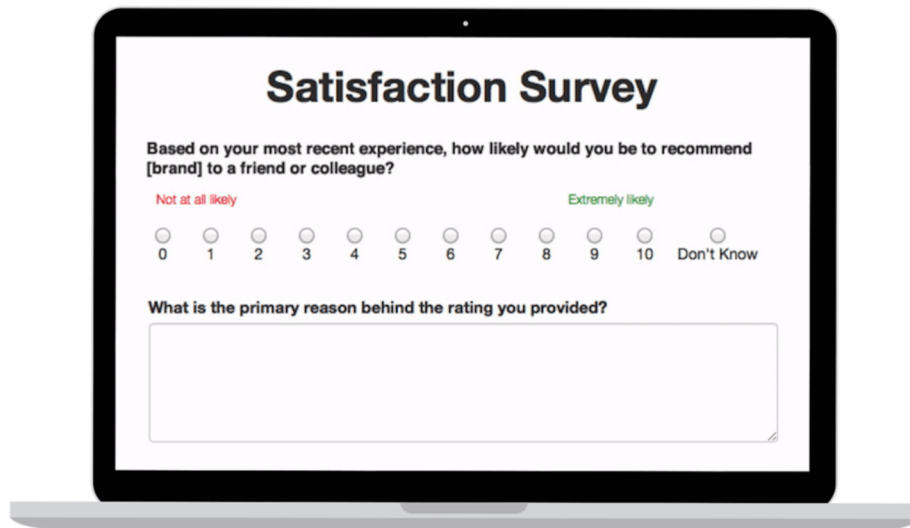 Satisfaction Survey
Based on your most recent experience, how likely would you be to recommend
[brand] to a friend or colleague?
Not at all likely Extremely likely
0 1 2 3 4 5 6 7 8 9 10 Don't Know
What is the primary reason behind the rating you provided?